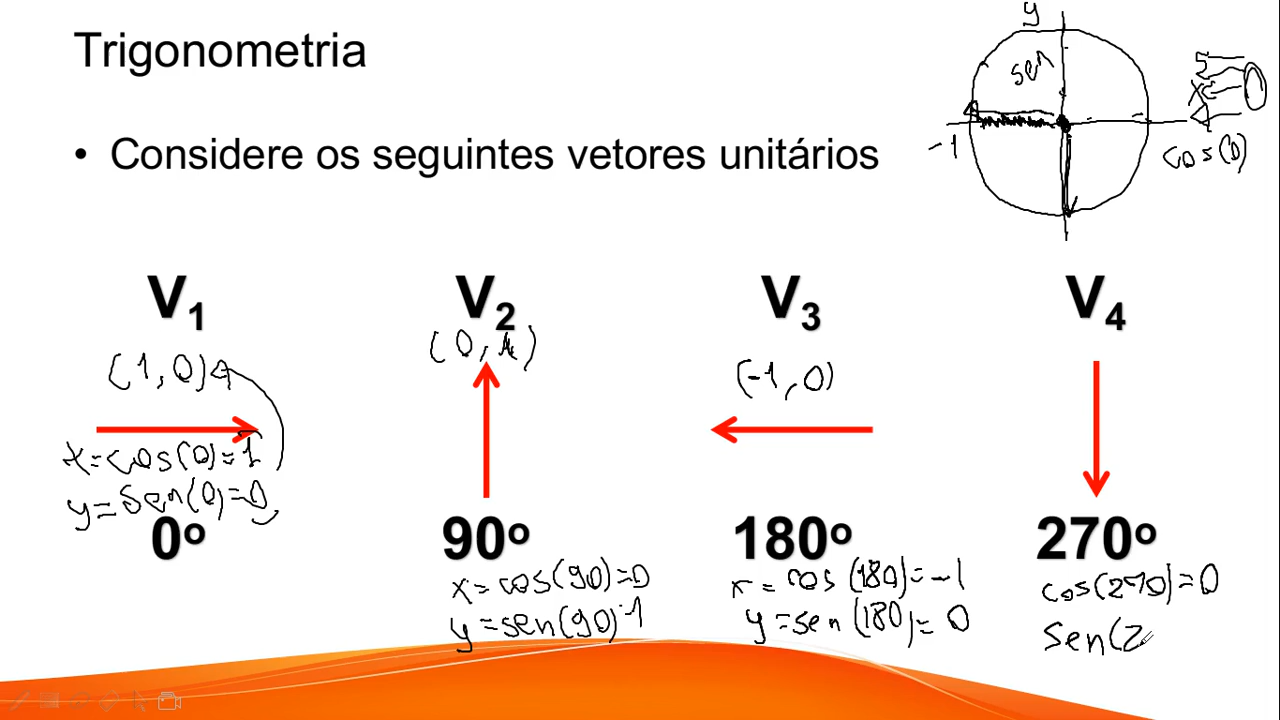 Trigonometria
• Considere os seguintes vetores unitários
y
sen
x
-1
cos(0)
V1
V2
V3
V4
(1,0)
(0,1)
(-1,0)
x=cos(0)=1
y=sen(0)=0
0º
90º
180º
270º
x=cos(90)=0
y=sen(90)=1
x=cos(180)=-1
y=sen(180)=0
cos(270)=0
sen(2